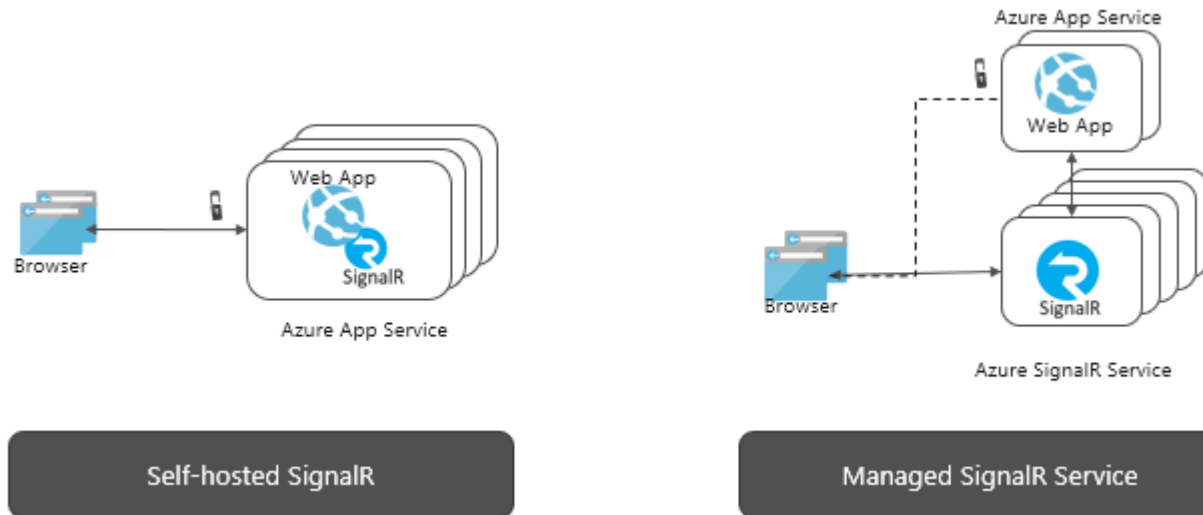 Web App
SignalR
Browser
Azure App Service
Self-hosted SignalR
Azure App Service
Web App
Browser
SignalR
Azure SignalR Service
Managed SignalR Service